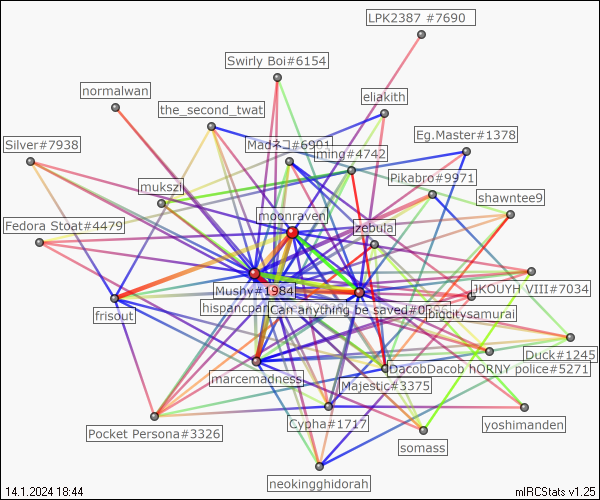 LPK2387 #7690
Swirly Boi#6154
normalwan
eliakith
the_second_twat
Eg.Master#1378
Silver#7938
Madネコ#6901
ming#4742
Pikabro#9971
mukszi
shawntee9
moonraven
Fedora Stoat#4479
zebula
Mushy#1984
JKOUYH VIII#7034
hispancpan
Can anything be saved#0
bigcitysamurai
frisout
Duck#1245
DacobDacob hORNY police#5271
marcemadness
Majestic#3375
Cypha#1717
yoshimanden
Pocket Persona#3326
somass
neokingghidorah
14.1.2024 18:44
mIRCStats v1.25